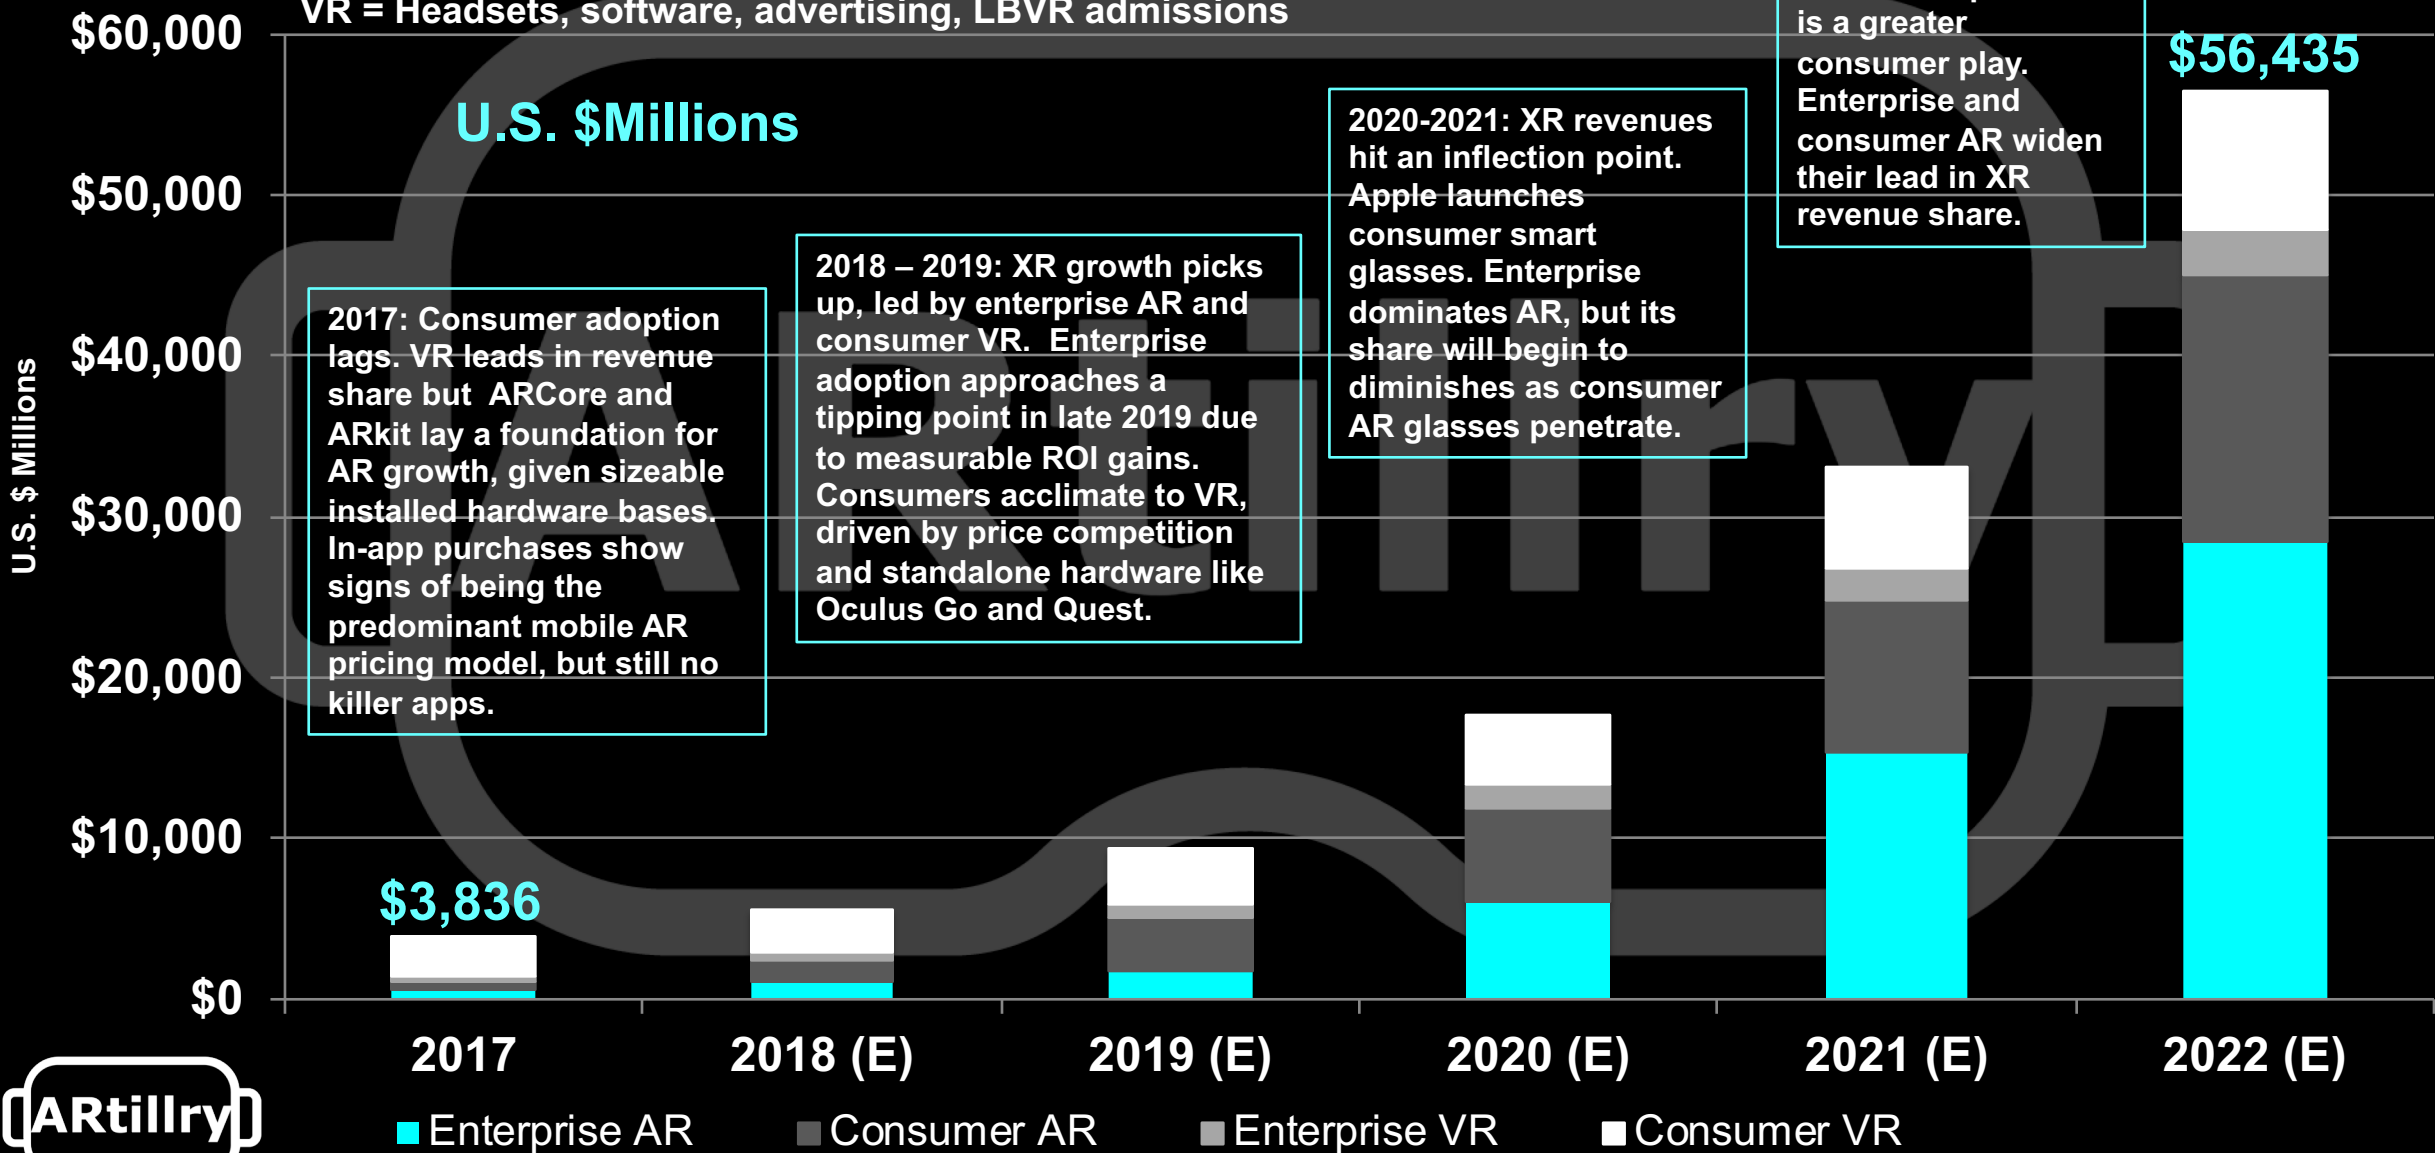 VR = Headsets, software, advertising, LBVR admissions
$60,000
$50,000
$40,000
$30,000
$20,000
$10,000
$0
U.S. $ Millions
U.S. $Millions
2017: Consumer adoption
lags. VR leads in revenue
share but  ARCore and
ARkit lay a foundation for
AR growth, given sizeable
installed hardware bases.
In-app purchases show
signs of being the
predominant mobile AR
pricing model, but still no
killer apps.
2018 – 2019: XR growth picks
up, led by enterprise AR and
consumer VR.  Enterprise
adoption approaches a
tipping point in late 2019 due
to measurable ROI gains.
Consumers acclimate to VR,
driven by price competition
and standalone hardware like
Oculus Go and Quest.
2020-2021: XR revenues
hit an inflection point.
Apple launches
consumer smart
glasses. Enterprise
dominates AR, but its
share will begin to
diminishes as consumer
AR glasses penetrate.
is a greater
consumer play.
Enterprise and
consumer AR widen
their lead in XR
revenue share.
$56,435
$3,836
ARtillry
2017
2018 (E)
2019 (E)
2020 (E)
2021 (E)
2022 (E)
ARtillry
Enterprise AR
Consumer AR
Enterprise VR
Consumer VR